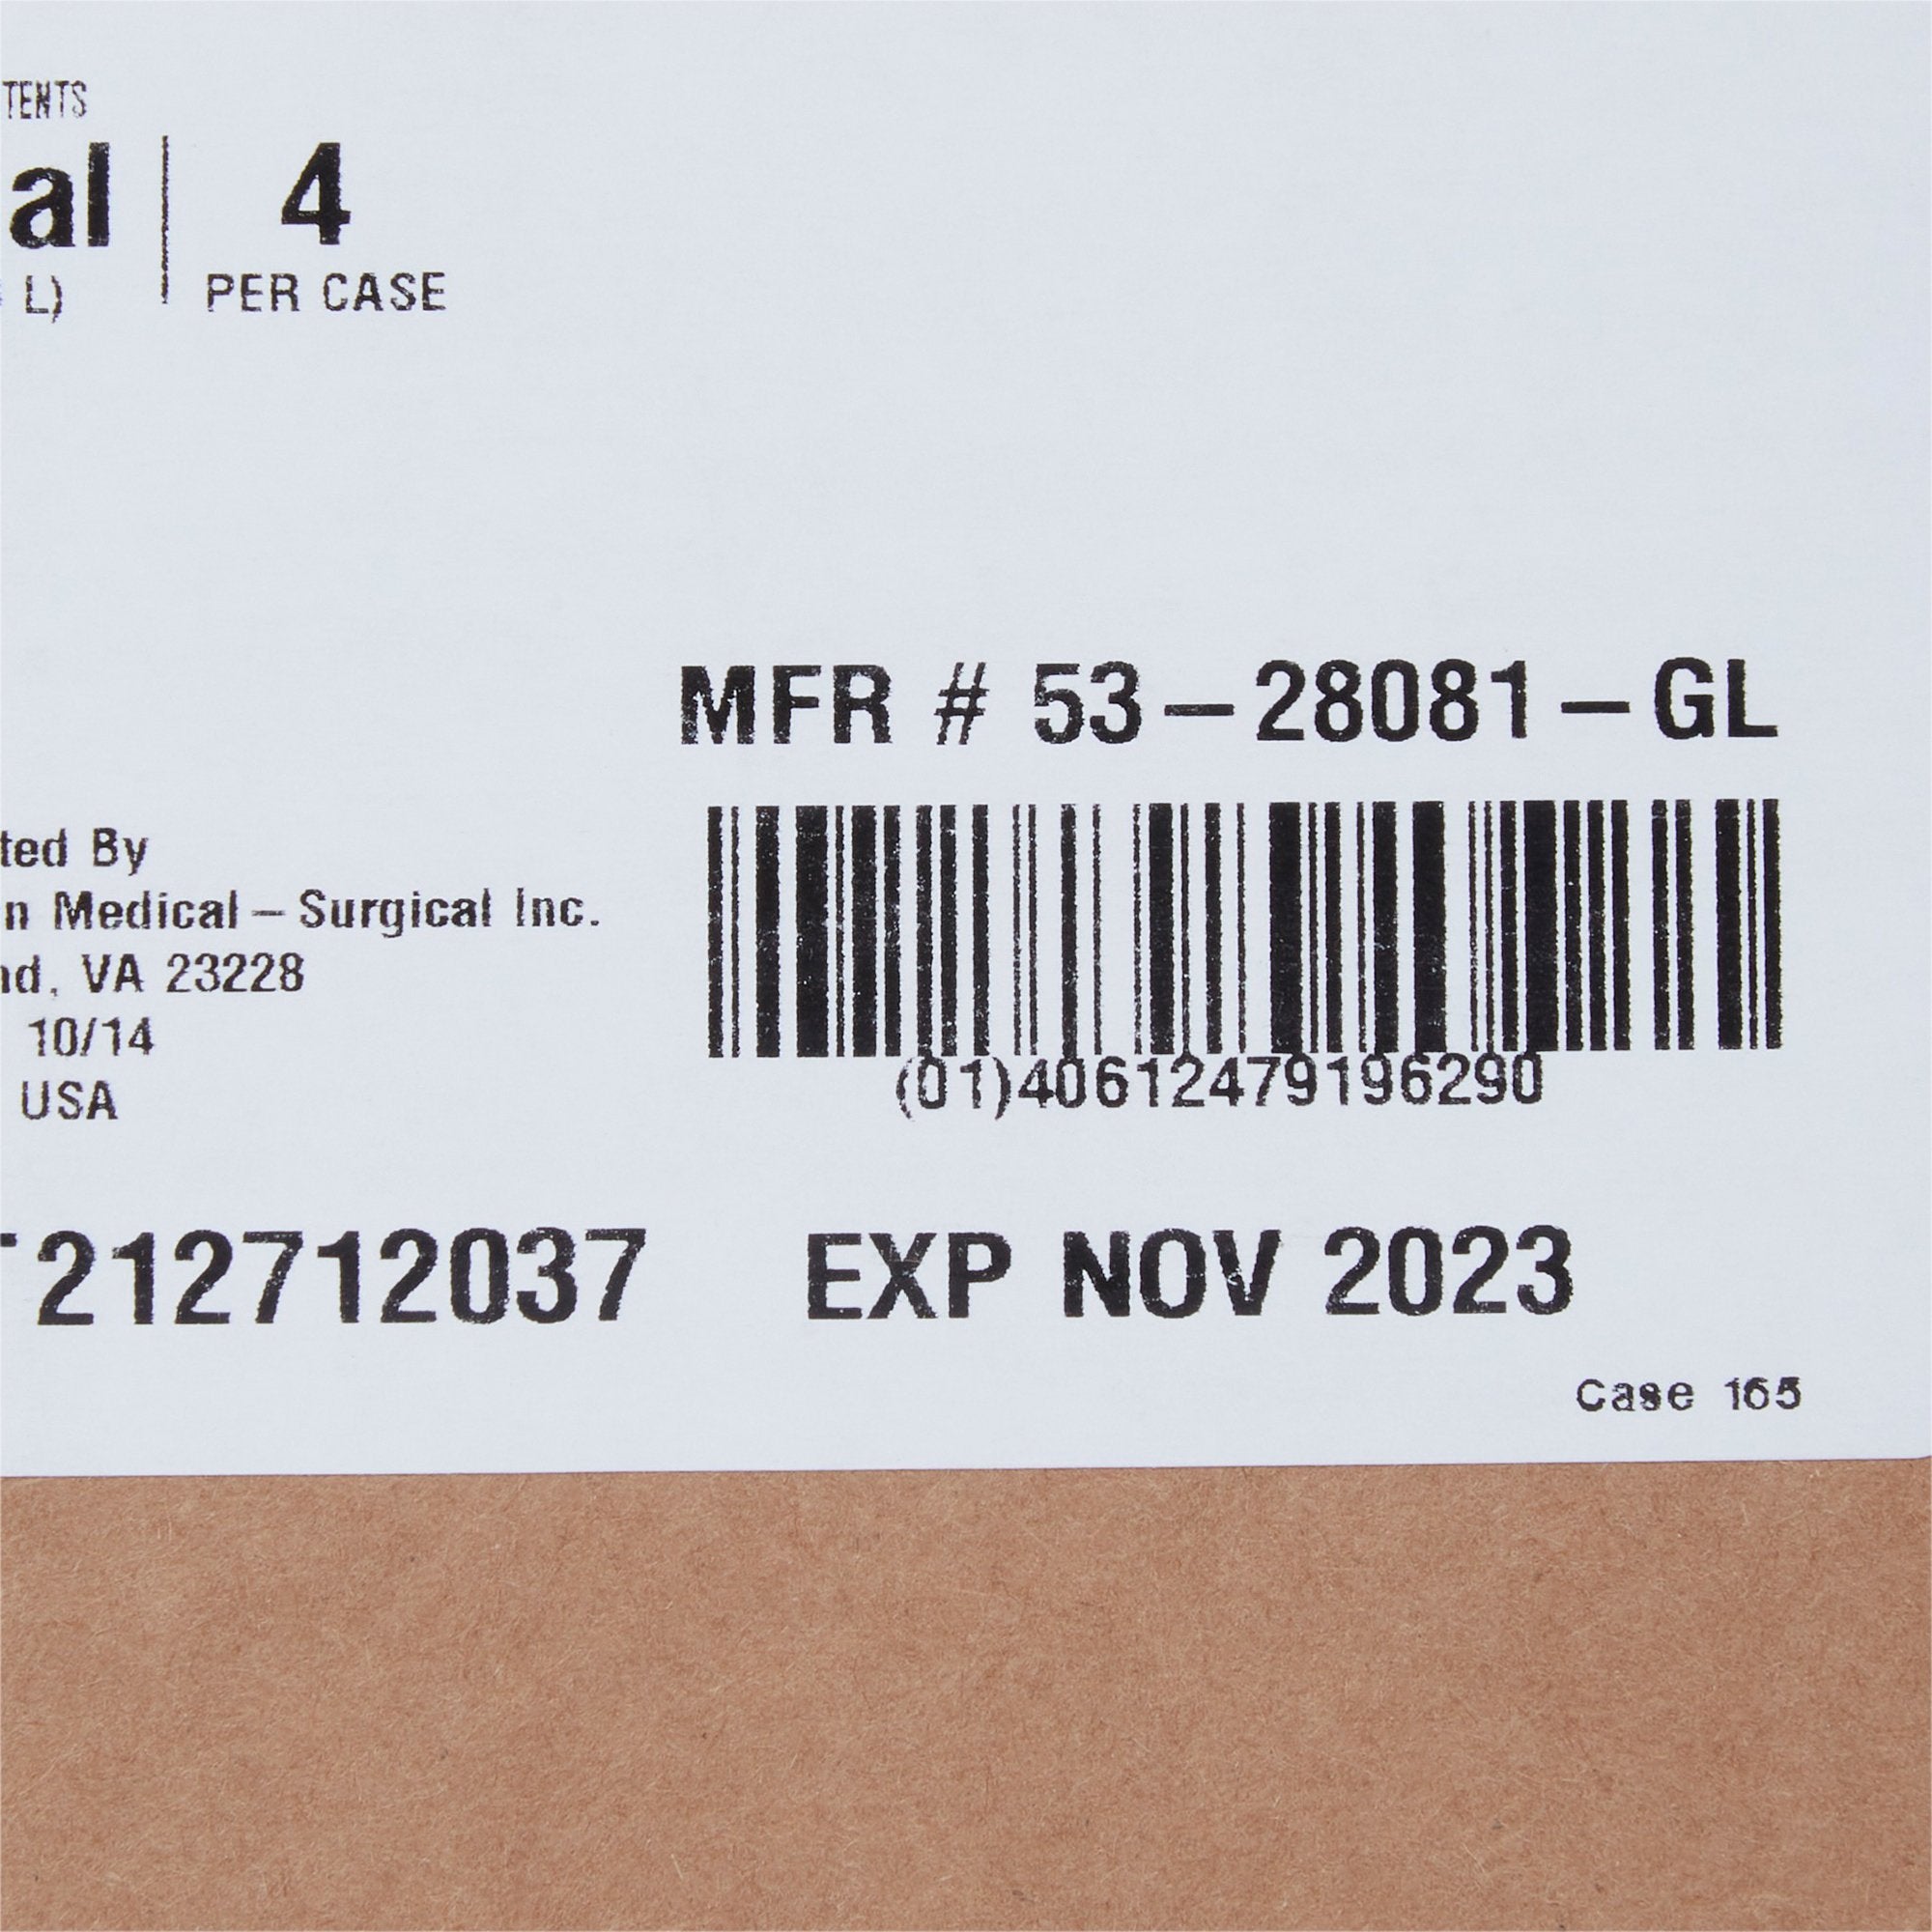 TENTS
al | 4
L) PER CASE
MFR # 53-28081-GL
ted By
n Medical-Surgical Inc.
nd, VA 23228
10/14
USA
(01)40612479196290
212712037 EXP NOV 2023
Case 165